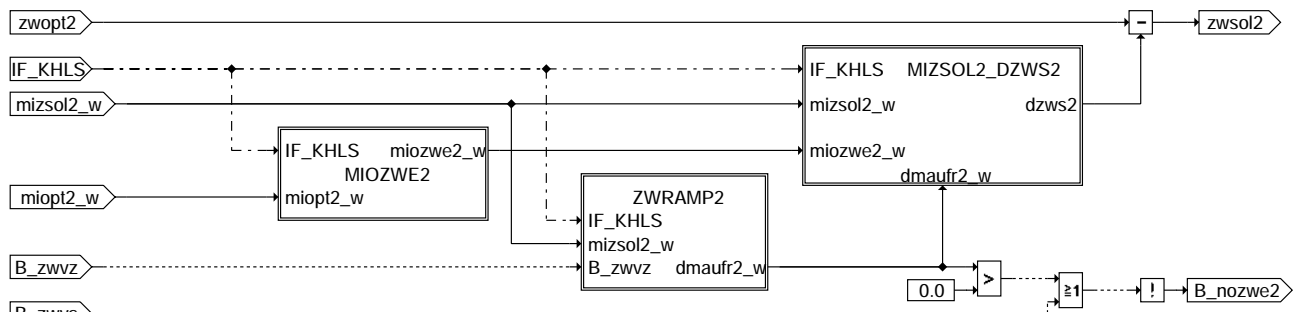 zwopt2
−
zwsol2
IF_KHLS
IF_KHLS MIZSOL2_DZWS2
mizsol2_w
mizsol2_w dzws2
IF_KHLS miozwe2_w
miozwe2_w
MIOZWE2
dmaufr2_w
miopt2_w
miopt2_w
ZWRAMP2
IF_KHLS
mizsol2_w
B_zwvz
B_zwvz dmaufr2_w
0.0
>
≥1
!
B_nozwe2